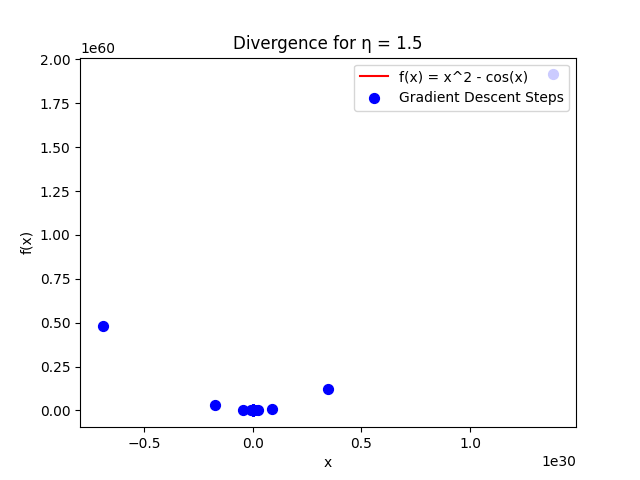 Divergence for η = 1.5
1e60
2.00
1.75
1.50
1.25
1.00
0.75
0.50
0.25
0.00
f(x)
f(x) = x^2 - cos(x)
Gradient Descent Steps
−0.5
0.0
0.5
1.0
1e30
x